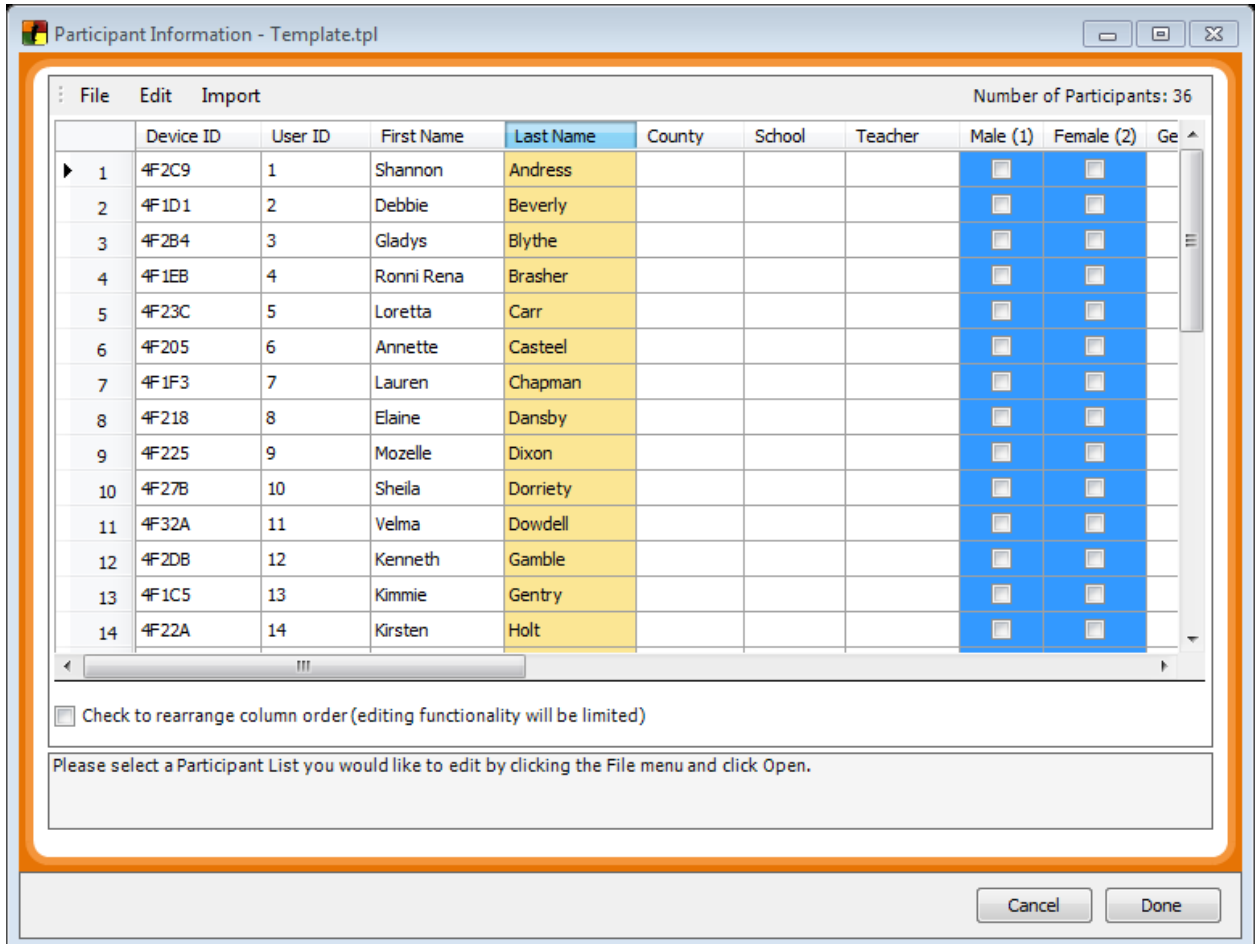 Participant Information - Template.tpl
File Edit Import Number of Participants: 36
Device ID User ID First Name Last Name County School Teacher Male (1) Female (2) Ge
1 4F2C9 1 Shannon Andress
2 4F1D1 2 Debbie Beverly
3 4F2B4 3 Gladys Blythe
4 4F1EB 4 Ronni Rena Brasher
5 4F23C 5 Loretta Carr
6 4F205 6 Annette Casteel
7 4F1F3 7 Lauren Chapman
8 4F218 8 Elaine Dansby
9 4F225 9 Mozelle Dixon
10 4F27B 10 Sheila Dorriety
11 4F32A 11 Velma Dowdell
12 4F2DB 12 Kenneth Gamble
13 4F1C5 13 Kimmie Gentry
14 4F22A 14 Kirsten Holt
Check to rearrange column order (editing functionality will be limited)
Please select a Participant List you would like to edit by clicking the File menu and click Open.
Cancel Done